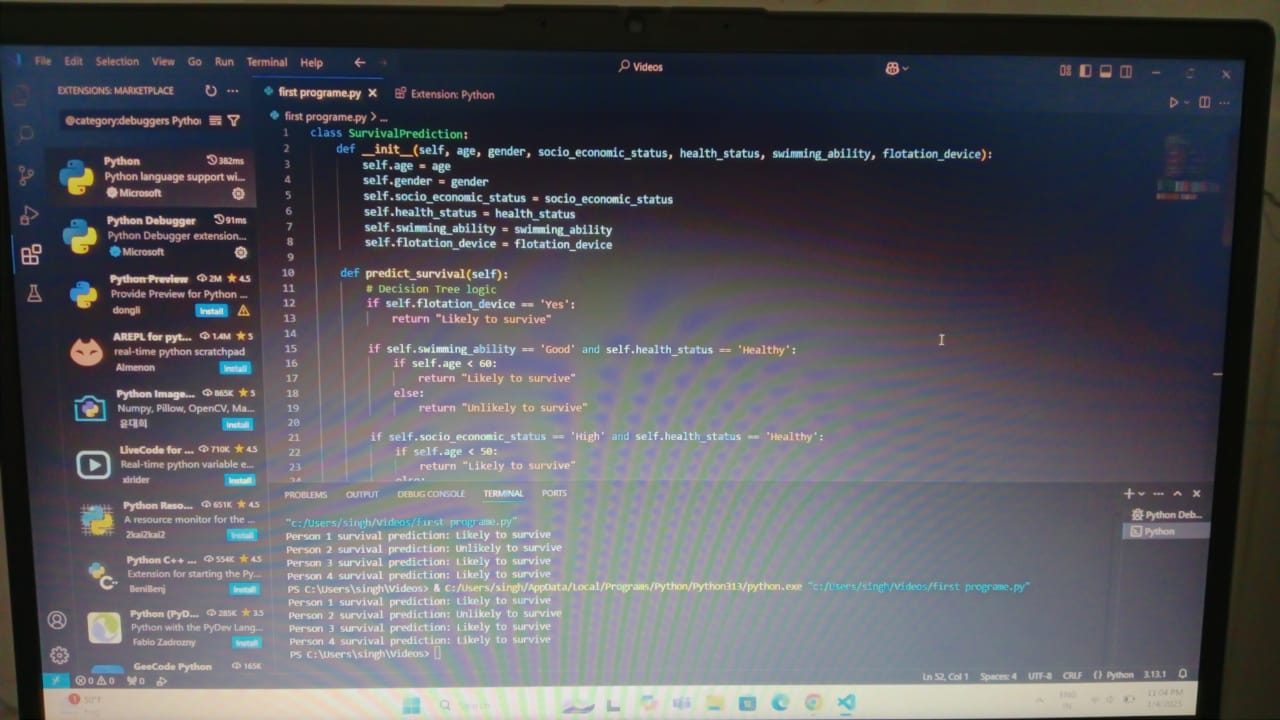 File Edit Selection View Go Run Terminal Help
Videos
EXTENSIONS: MARKETPLACE
@category:debuggers Pytho
Python 382ms
Python language support wi...
Microsoft
Python Debugger 91ms
Python Debugger extension...
Microsoft
Python Preview 2M 4.5
Provide Preview for Python ...
dongli Install
AREPL for pyt... 1.4M 5
real-time python scratchpad
Almenon Install
Python Image... 865K 5
Numpy, Pillow, OpenCV, Ma...
윤대희 Install
LiveCode for ... 710K 4.5
Real-time python variable e...
xirider Install
Python Reso... 651K 4.5
A resource monitor for the ...
2kai2kai2 Install
Python C++ ... 554K 4.5
Extension for starting the Py...
BeniBenj Install
Python (PyD... 285K 3.5
Python with the PyDev Lang...
Fabio Zadrozny Install
GeeCode Python 165K
first programe.py Extension: Python
first programe.py > ...
1 class SurvivalPrediction:
2 def __init__(self, age, gender, socio_economic_status, health_status, swimming_ability, flotation_device):
3 self.age = age
4 self.gender = gender
5 self.socio_economic_status = socio_economic_status
6 self.health_status = health_status
7 self.swimming_ability = swimming_ability
8 self.flotation_device = flotation_device
9
10 def predict_survival(self):
11 # Decision Tree logic
12 if self.flotation_device == 'Yes':
13 return "Likely to survive"
14
15 if self.swimming_ability == 'Good' and self.health_status == 'Healthy':
16 if self.age < 60:
17 return "Likely to survive"
18 else:
19 return "Unlikely to survive"
20
21 if self.socio_economic_status == 'High' and self.health_status == 'Healthy':
22 if self.age < 50:
23 return "Likely to survive"
24 else:
PROBLEMS OUTPUT DEBUG CONSOLE TERMINAL PORTS
"c:/Users/singh/Videos/first programe.py"
Person 1 survival prediction: Likely to survive
Person 2 survival prediction: Unlikely to survive
Person 3 survival prediction: Likely to survive
Person 4 survival prediction: Likely to survive
PS C:\Users\singh\Videos> & C:/Users/singh/AppData/Local/Programs/Python/Python313/python.exe "c:/Users/singh/Videos/first programe.py"
Person 1 survival prediction: Likely to survive
Person 2 survival prediction: Unlikely to survive
Person 3 survival prediction: Likely to survive
Person 4 survival prediction: Likely to survive
PS C:\Users\singh\Videos>
Python Deb...
Python
0 0 0 Ln 52, Col 1 Spaces: 4 UTF-8 CRLF {} Python 3.13.1
1 50°F Search ENG IN 11:04 PM
1/4/2025